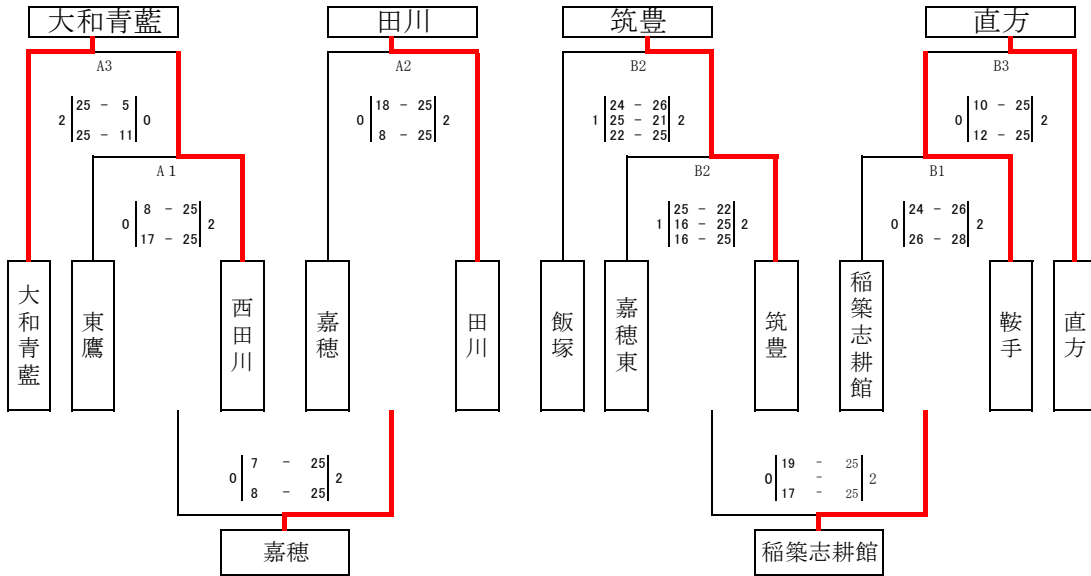 大和青藍 田川 筑豊 直方
A3 A2 B2 B3
25 - 5
2 0
25 - 11
18 - 25
0 2
8 - 25
24 - 26
1 25 - 21 2
22 - 25
10 - 25
0 2
12 - 25
A1 B2 B1
8 - 25
0 2
17 - 25
25 - 22
1 16 - 25 2
16 - 25
24 - 26
0 2
26 - 28
大和青藍
東鷹
西田川
嘉穂
田川
飯塚
嘉穂東
筑豊
稲築志耕館
鞍手
直方
7 - 25
0 2
8 - 25
19 - 25
0 - 2
17 - 25
嘉穂 稲築志耕館